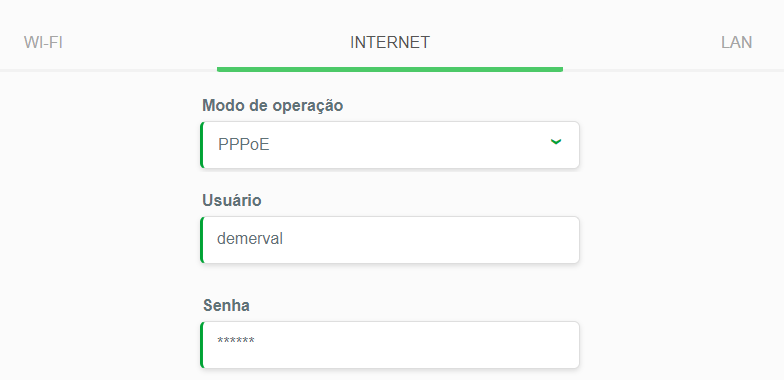 WI-FI INTERNET LAN
Modo de operação
PPPoE
Usuário
demerval
Senha
******